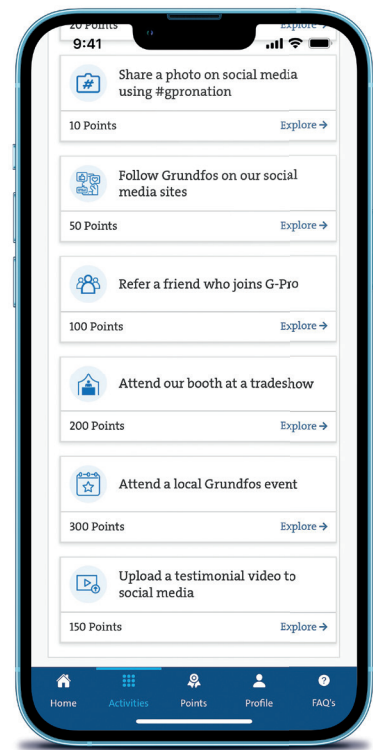 20 Points Explore →
9:41
Share a photo on social media
using #gpronation
10 Points Explore →
Follow Grundfos on our social
media sites
50 Points Explore →
Refer a friend who joins G-Pro
100 Points Explore →
Attend our booth at a tradeshow
200 Points Explore →
Attend a local Grundfos event
300 Points Explore →
Upload a testimonial video to
social media
150 Points Explore →
Home Activities Points Profile FAQ's